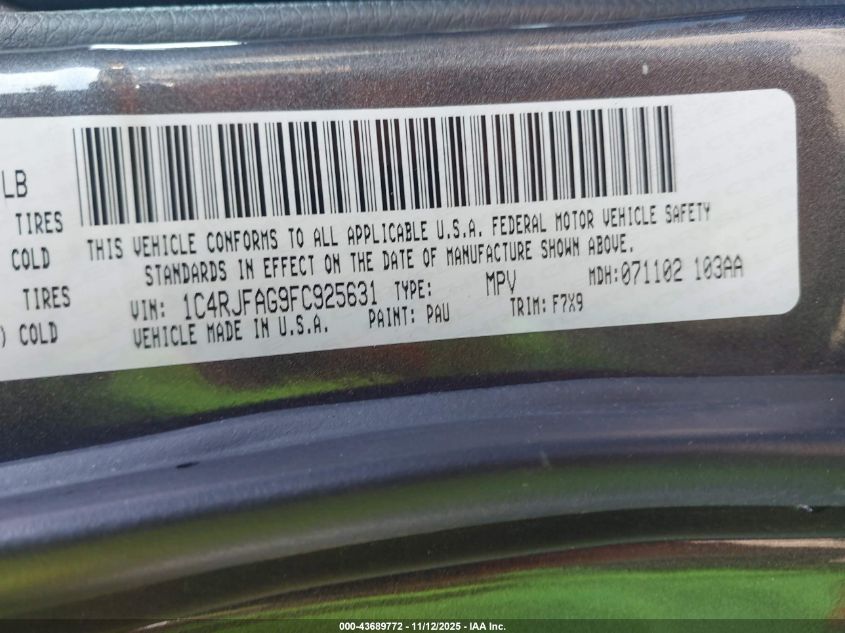 LB
TIRES
COLD
TIRES
) COLD
THIS VEHICLE CONFORMS TO ALL APPLICABLE U.S.A. FEDERAL MOTOR VEHICLE SAFETY
STANDARDS IN EFFECT ON THE DATE OF MANUFACTURE SHOWN ABOVE.
VIN: 1C4RJFAG9FC925631 TYPE: MPV MDH:071102 103AA
VEHICLE MADE IN U.S.A. PAINT: PAU TRIM: F7X9
000-43689772 - 11/12/2025 - IAA Inc.